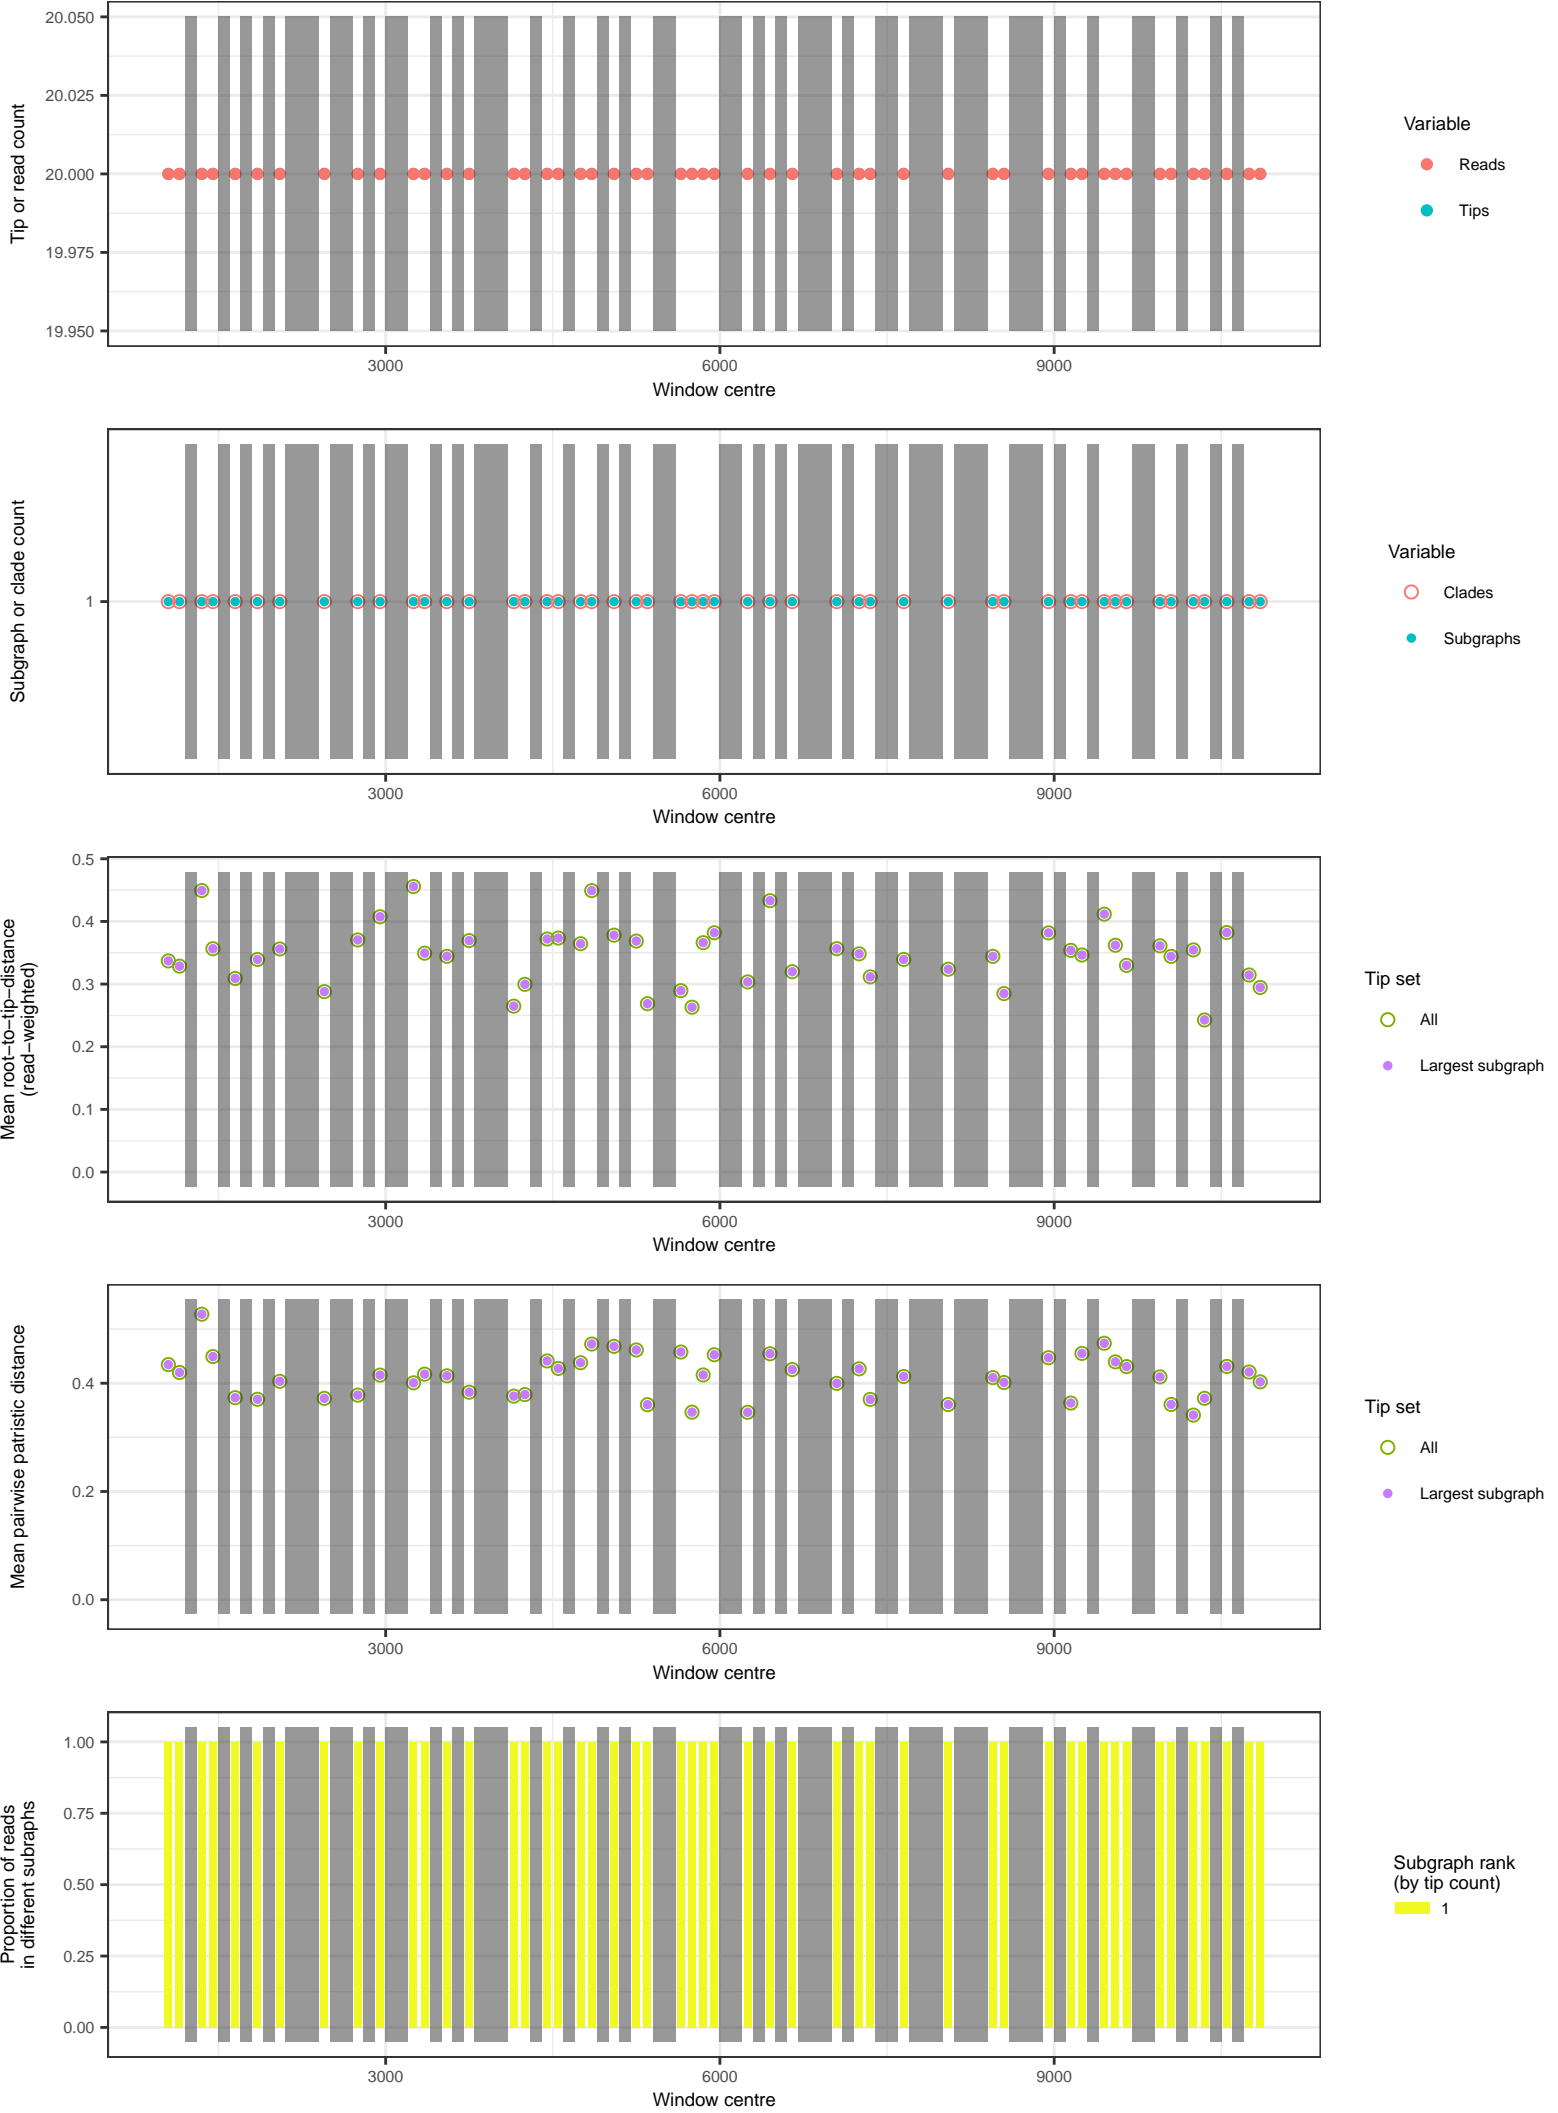 20.050
20.025
20.000
19.975
19.950
Tip or read count
3000
6000
9000
Window centre
Variable
Reads
Tips
1
Subgraph or clade count
3000
6000
9000
Window centre
Variable
Clades
Subgraphs
0.5
0.4
0.3
0.2
0.1
0.0
Mean root−to−tip−distance
(read−weighted)
3000
6000
9000
Window centre
Tip set
All
Largest subgraph
0.4
0.2
0.0
Mean pairwise patristic distance
3000
6000
9000
Window centre
Tip set
All
Largest subgraph
1.00
0.75
0.50
0.25
0.00
Proportion of reads
in different subraphs
3000
6000
9000
Window centre
Subgraph rank
(by tip count)
1